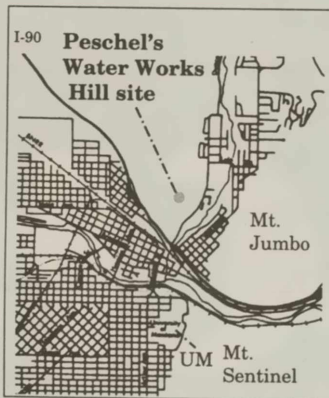 I-90
Peschel's
Water Works
Hill site
Mt.
Jumbo
UM
Mt.
Sentinel